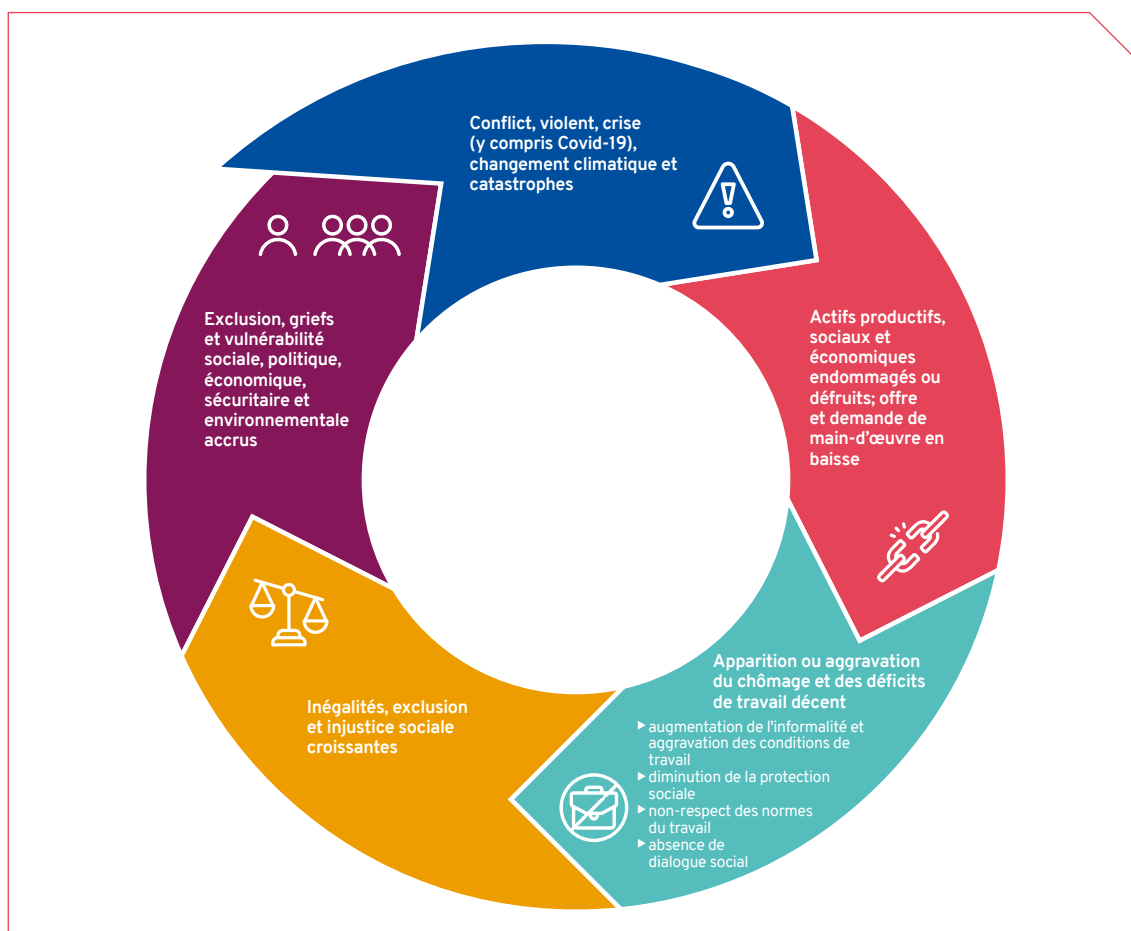 Conflict, violent, crise
(y compris Covid-19),
changement climatique et
catastrophes
Actifs productifs,
sociaux et
économiques
endommagés ou
défruits; offre
et demande de
main-d'œuvre en
baisse
Apparition ou aggravation
du chômage et des déficits
de travail décent
▶ augmentation de l'informalité et
aggravation des conditions de
travail
▶ diminution de la protection
sociale
▶ non-respect des normes
du travail
▶ absence de
dialogue social
Inégalités, exclusion
et injustice sociale
croissantes
Exclusion, griefs
et vulnérabilité
sociale, politique,
économique,
sécuritaire et
environnementale
accrus